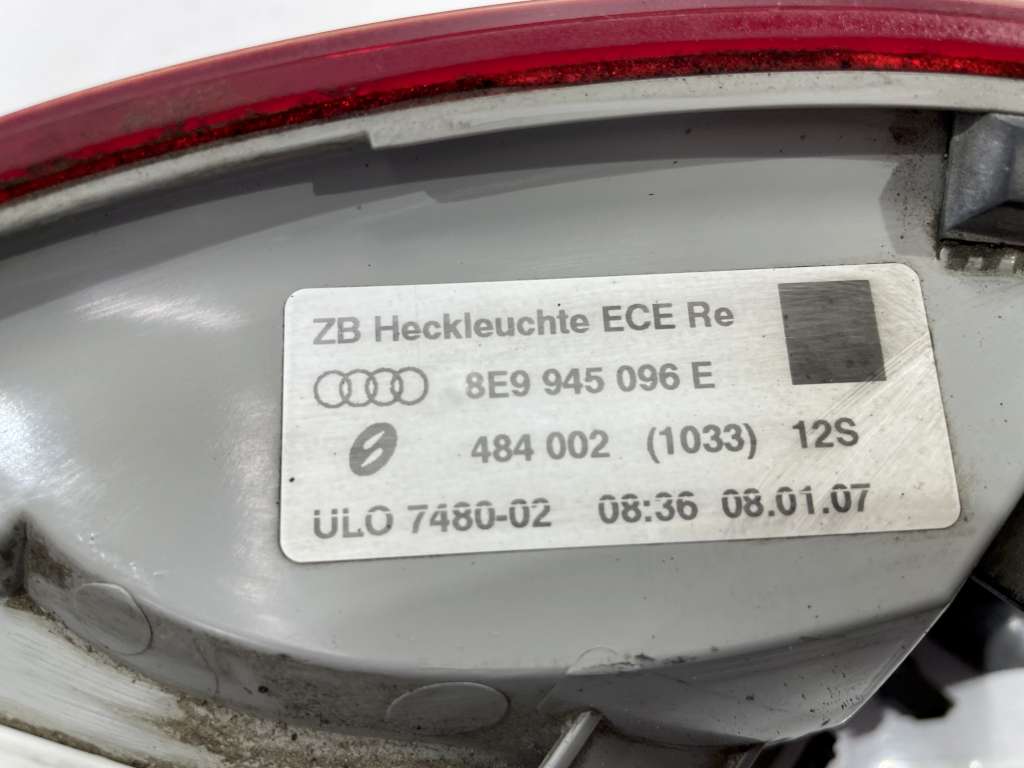 ZB Heckleuchte ECE Re
8E9 945 096 E
484 002 (1033) 12S
ULO 7480-02 08:36 08.01.07